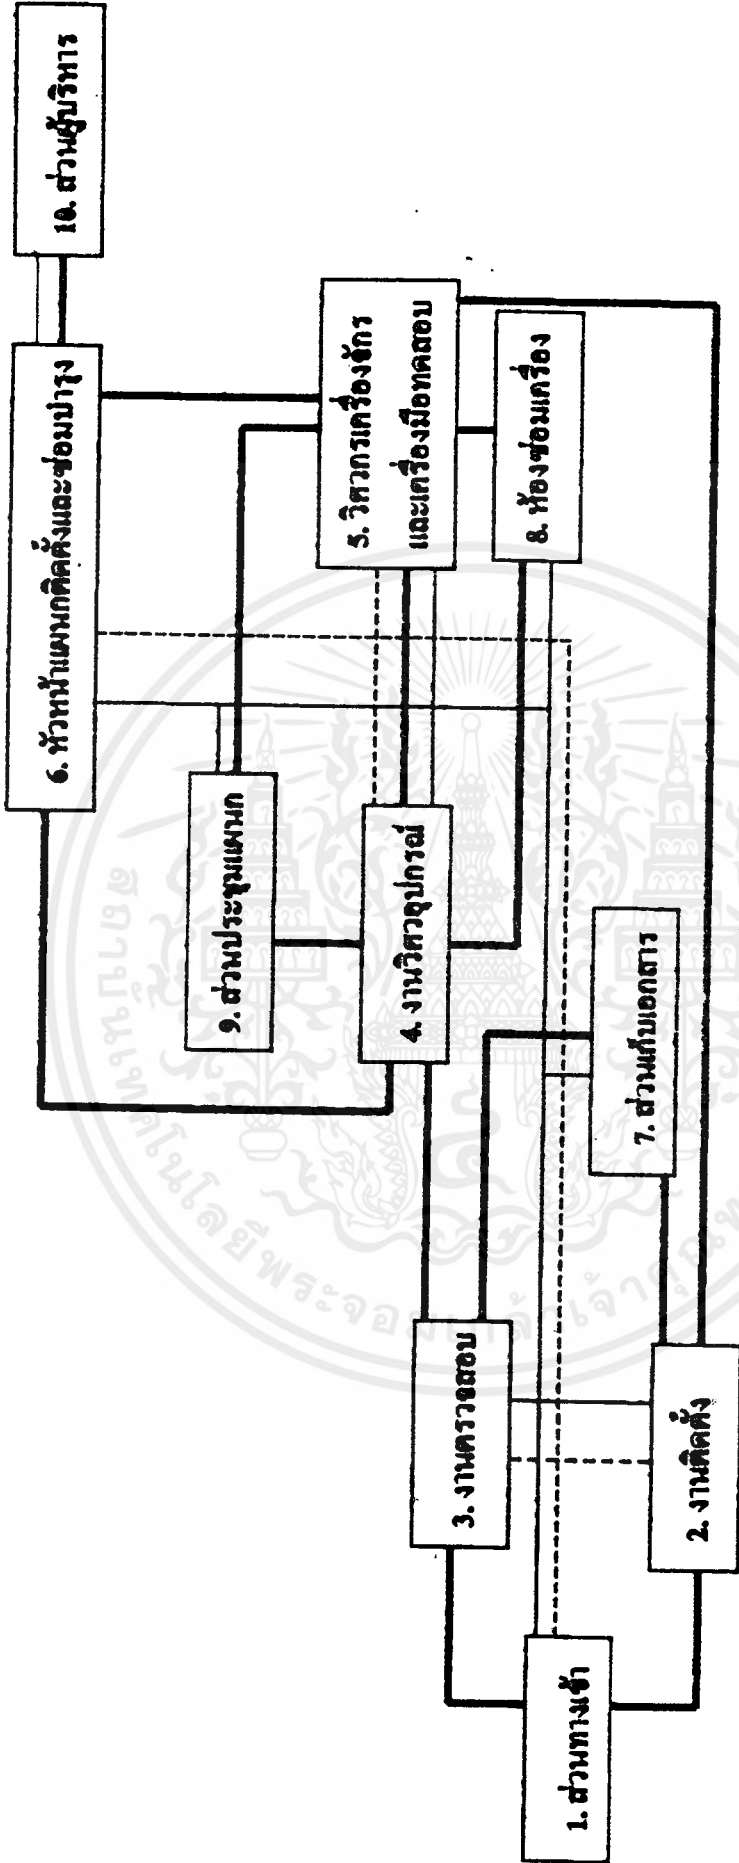 1. ส่วนทางเข้า
2. งานติดตั้ง
3. งานตรวจสอบ
4. งานวิศวอุปกรณ์
5. วิศวกรเครื่องจักร
และเครื่องมือทดสอบ
6. หัวหน้าแผนกติดตั้งและซ่อมบำรุง
7. ส่วนเก็บเอกสาร
8. ห้องซ่อมเครื่อง
9. ส่วนประชุมแผนก
10. ส่วนผู้บริหาร